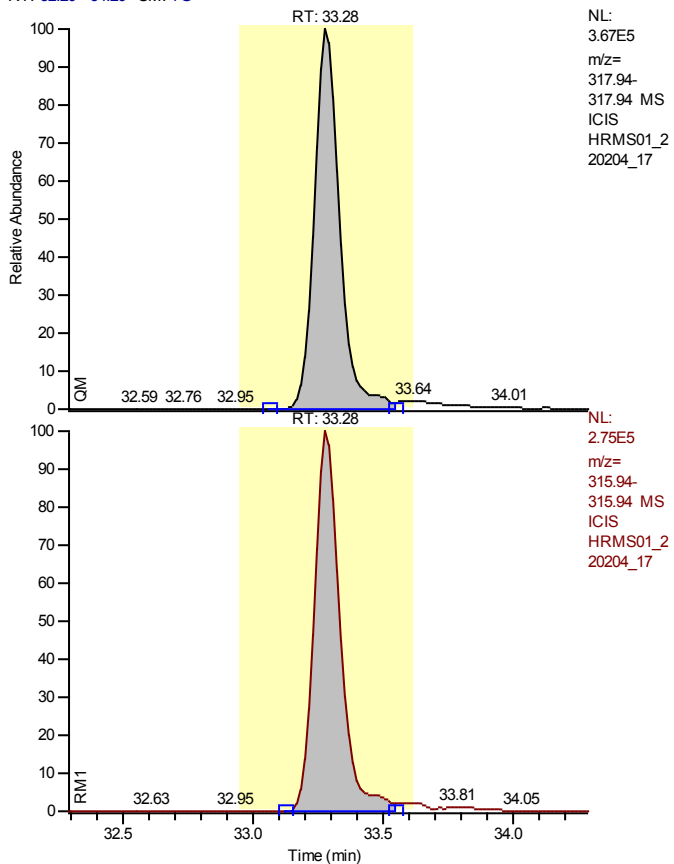 RT: 33.28
NL:
3.67E5
m/z=
317.94-
317.94 MS
ICIS
HRMS01_2
20204_17
100
90
80
70
60
50
40
30
20
10
0
Relative Abundance
QM
32.59 32.76 32.95 33.64 34.01
RT: 33.28
NL:
2.75E5
m/z=
315.94-
315.94 MS
ICIS
HRMS01_2
20204_17
100
90
80
70
60
50
40
30
20
10
0
RM1
32.63 32.95 33.81 34.05
32.5 33.0 33.5 34.0
Time (min)